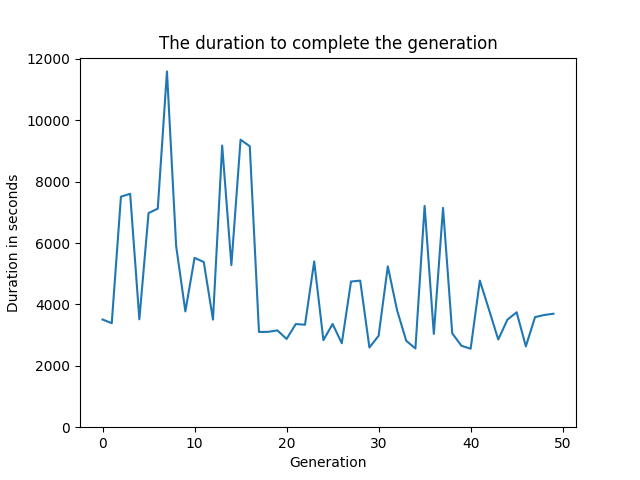 The duration to complete the generation
12000
10000
8000
6000
4000
2000
0
Duration in seconds
0 10 20 30 40 50
Generation